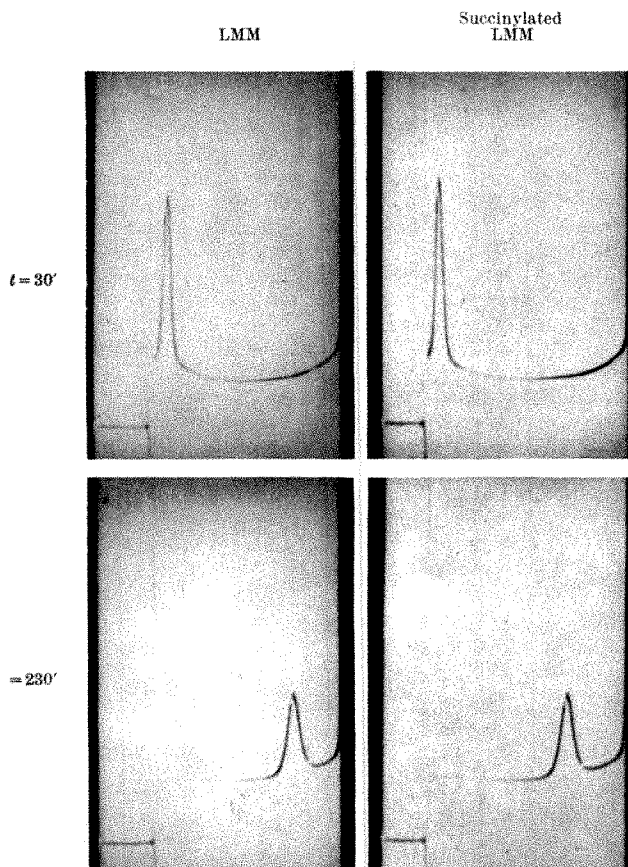 LMM
Succinylated
LMM
t = 30′
= 230′